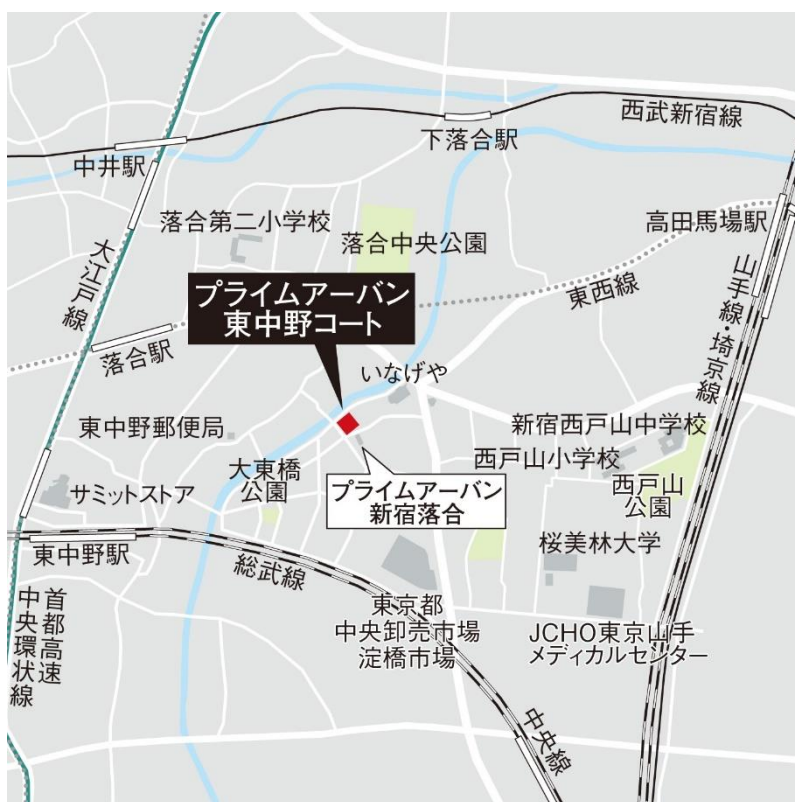 西武新宿線
下落合駅
中井駅
高田馬場駅
落合第二小学校
落合中央公園
大江戸線
山手線・埼京線
東西線
プライムアーバン
東中野コート
落合駅
いなげや
東中野郵便局
新宿西戸山中学校
西戸山小学校
大東橋
公園
サミットストア
プライムアーバン
新宿落合
西戸山
公園
東中野駅
総武線
桜美林大学
首都高速
中央環状線
東京都
中央卸売市場
淀橋市場
JCHO東京山手
メディカルセンター
中央線